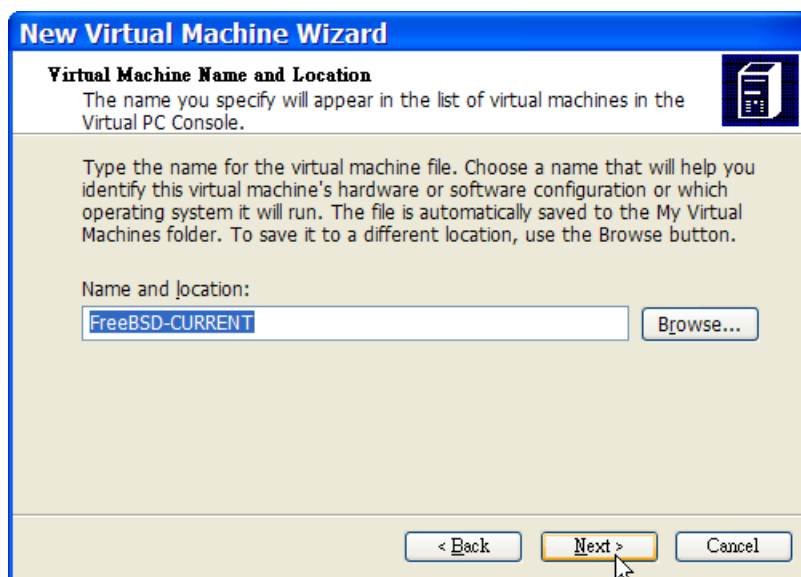 New Virtual Machine Wizard
Virtual Machine Name and Location
The name you specify will appear in the list of virtual machines in the
Virtual PC Console.
Type the name for the virtual machine file. Choose a name that will help you
identify this virtual machine's hardware or software configuration or which
operating system it will run. The file is automatically saved to the My Virtual
Machines folder. To save it to a different location, use the Browse button.
Name and location:
FreeBSD-CURRENT
Browse...
< Back
Next >
Cancel